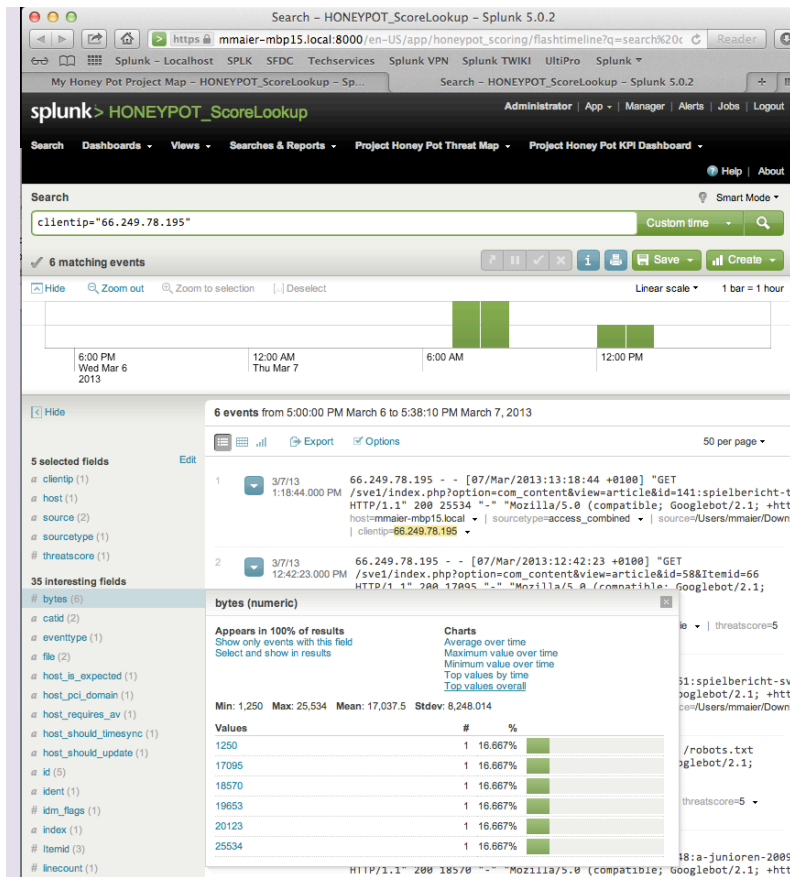 Search – HONEYPOT_ScoreLookup – Splunk 5.0.2
https mmaier-mbp15.local:8000/en-US/app/honeypot_scoring/flashtimeline?q=search%20c Reader
Splunk – Localhost SPLK SFDC Techservices Splunk VPN Splunk TWIKI UltiPro Splunk
My Honey Pot Project Map – HONEYPOT_ScoreLookup – Sp... Search – HONEYPOT_ScoreLookup – Splunk 5.0.2
splunk> HONEYPOT_ScoreLookup Administrator | App | Manager | Alerts | Jobs | Logout
Search Dashboards Views Searches & Reports Project Honey Pot Threat Map Project Honey Pot KPI Dashboard
Help | About
Search Smart Mode
clientip="66.249.78.195" Custom time
6 matching events Save Create
Hide Zoom out Zoom to selection Deselect Linear scale 1 bar = 1 hour
6:00 PM 12:00 AM 6:00 AM 12:00 PM
Wed Mar 6 Thu Mar 7
2013
Hide 6 events from 5:00:00 PM March 6 to 5:38:10 PM March 7, 2013
Export Options 50 per page
5 selected fields Edit
a clientip (1)
a host (1)
a source (2)
a sourcetype (1)
# threatscore (1)
35 interesting fields
# bytes (6)
a catid (2)
a eventtype (1)
a file (2)
a host_is_expected (1)
a host_pci_domain (1)
a host_requires_av (1)
a host_should_timesync (1)
a host_should_update (1)
a id (5)
a ident (1)
# idm_flags (1)
a index (1)
# Itemid (3)
# linecount (1)
1 3/7/13 66.249.78.195 - - [07/Mar/2013:13:18:44 +0100] "GET
1:18:44.000 PM /sve1/index.php?option=com_content&view=article&id=141:spielbericht-t
HTTP/1.1" 200 25534 "-" "Mozilla/5.0 (compatible; Googlebot/2.1; +htt
host=mmaier-mbp15.local | sourcetype=access_combined | source=/Users/mmaier/Down
| clientip=66.249.78.195
2 3/7/13 66.249.78.195 - - [07/Mar/2013:12:42:23 +0100] "GET
12:42:23.000 PM /sve1/index.php?option=com_content&view=article&id=58&Itemid=66
HTTP/1.1" 200 17095 "-" "Mozilla/5.0 (compatible; Googlebot/2.1;
bytes (numeric)
Appears in 100% of results
Show only events with this field
Select and show in results
Charts
Average over time
Maximum value over time
Minimum value over time
Top values by time
Top values overall
Min: 1,250 Max: 25,534 Mean: 17,037.5 Stdev: 8,248.014
Values # %
1250 1 16.667%
17095 1 16.667%
18570 1 16.667%
19653 1 16.667%
20123 1 16.667%
25534 1 16.667%
| threatscore=5
51:spielbericht-sv
oglebot/2.1; +htt
ce=/Users/mmaier/Down
/robots.txt
oglebot/2.1;
threatscore=5
48:a-junioren-2009
HTTP/1.1" 200 18570 "-" "Mozilla/5.0 (compatible; Googlebot/2.1; +htt